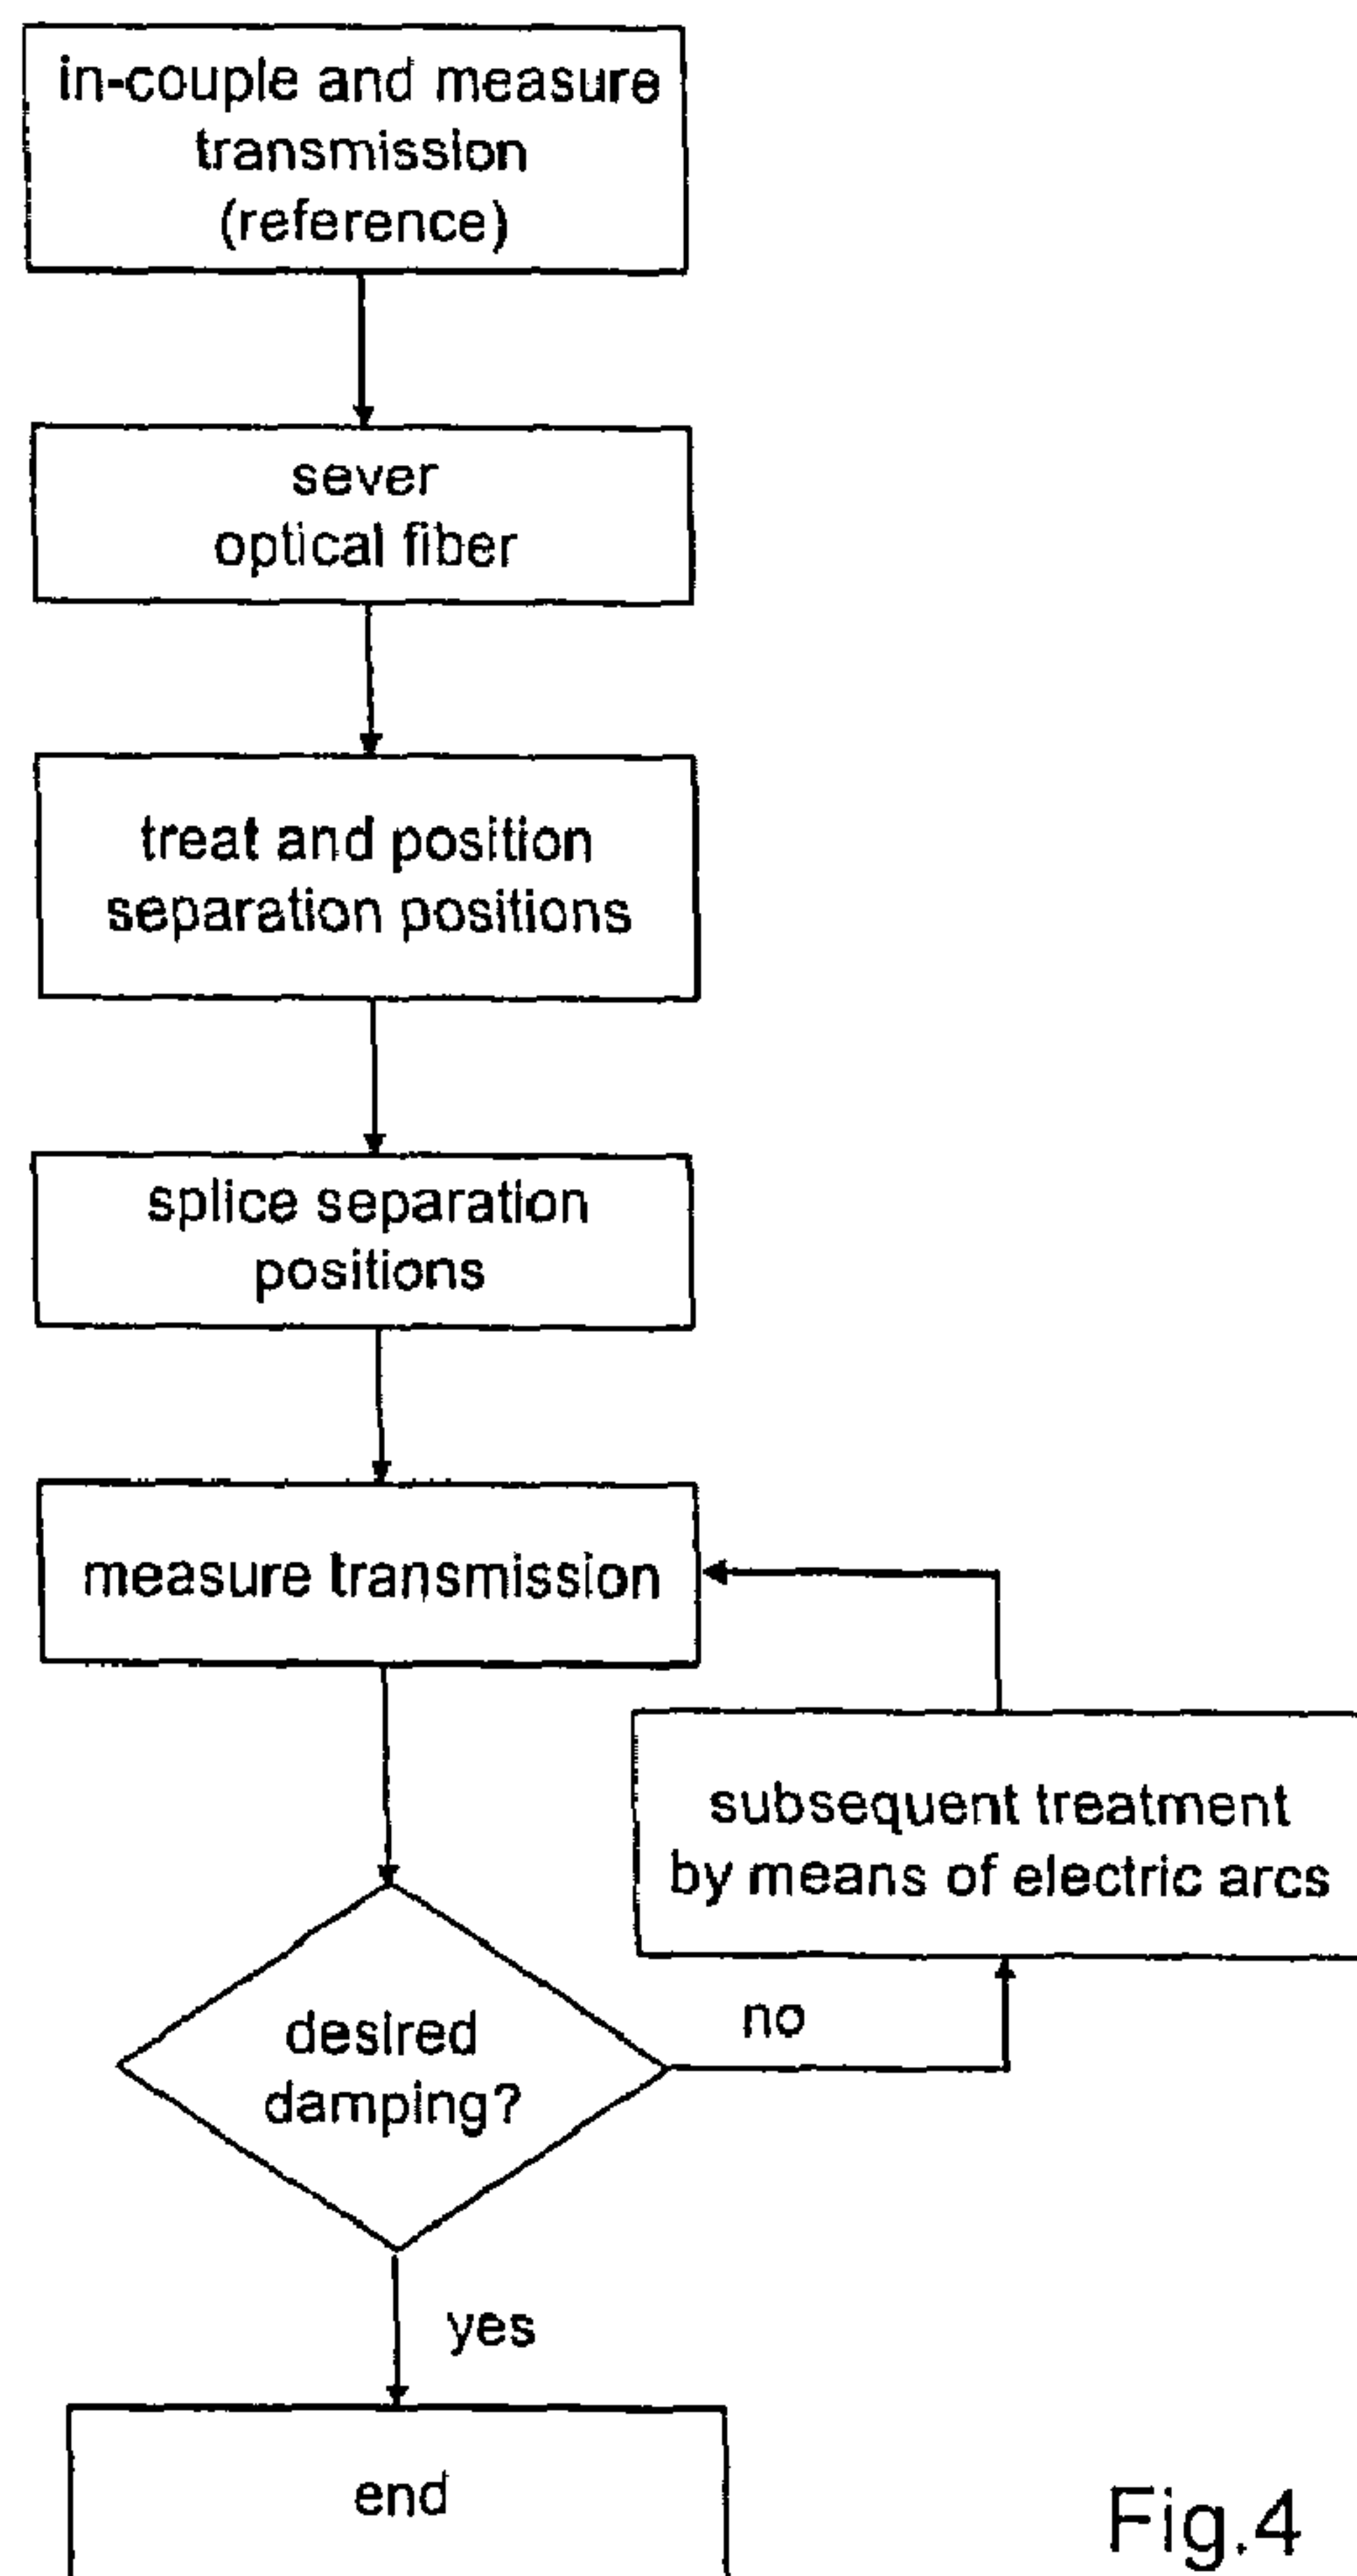 in-couple and measure
transmission
(reference)
sever
optical fiber
treat and position
separation positions
splice separation
positions
measure transmission
subsequent treatment
by means of electric arcs
desired
damping?
no
yes
end
Fig.4